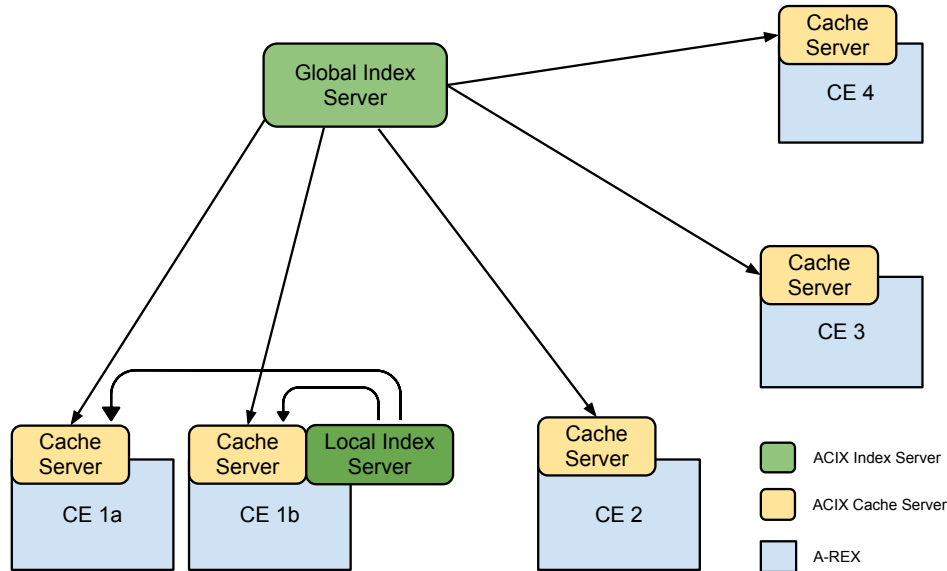 Cache
Server
CE 4
Global Index
Server
Cache
Server
CE 3
Cache
Server
CE 1a
Cache
Server
CE 1b
Local Index
Server
Cache
Server
CE 2
ACIX Index Server
ACIX Cache Server
A-REX